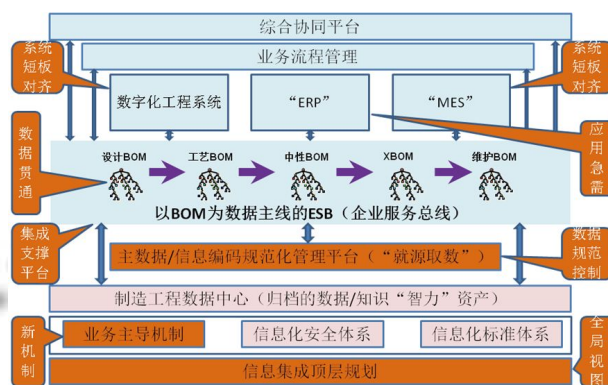 综合协同平台
系统
短板
对齐
业务流程管理
系统
短板
对齐
数字化工程系统
“ERP”
“MES”
数据
贯通
应用
急需
设计BOM
工艺BOM
中性BOM
XBOM
维护BOM
以BOM为数据主线的ESB（企业服务总线）
集成
支撑
平台
主数据/信息编码规范化管理平台（“就源取数”）
数据
规范
控制
制造工程数据中心（归档的数据/知识“智力”资产）
新机
制
业务主导机制
信息化安全体系
信息化标准体系
全局
视图
信息集成顶层规划